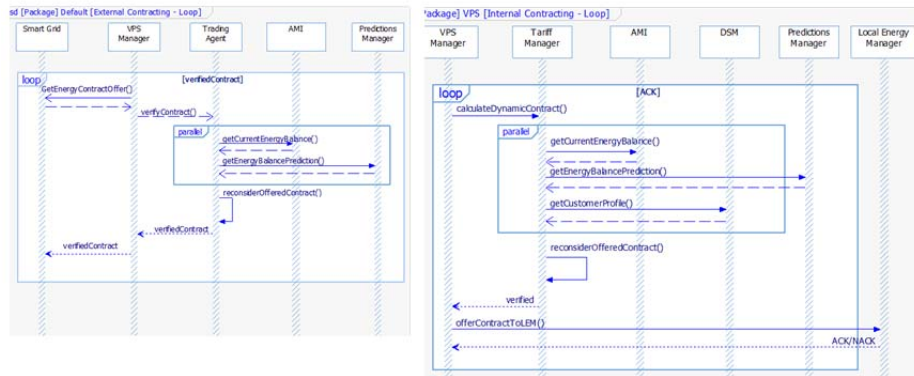 sd [Package] Default [External Contracting - Loop]
Smart Grid
VPS
Manager
Trading
Agent
AMI
Predictions
Manager
loop
[verifiedContract]
GetEnergyContractOffer()
verifyContract()
parallel
getCurrentEnergyBalance()
getEnergyBalancePrediction()
reconsiderOfferedContract()
verifiedContract
verifiedContract
Package] VPS [Internal Contracting - Loop]
VPS
Manager
Tariff
Manager
AMI
DSM
Predictions
Manager
Local Energy
Manager
loop
[ACK]
calculateDynamicContract()
parallel
getCurrentEnergyBalance()
getEnergyBalancePrediction()
getCustomerProfile()
reconsiderOfferedContract()
verified
offerContractToLEM()
ACK/NACK